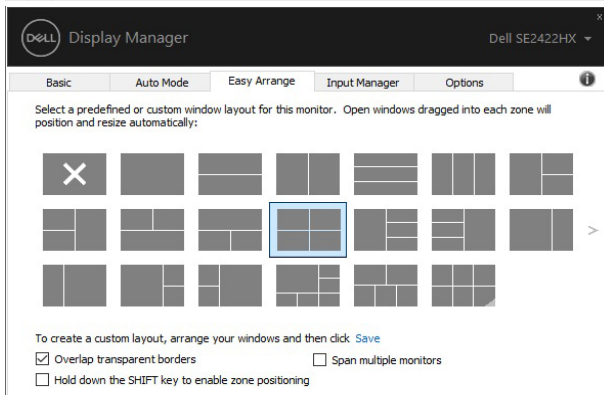 DELL Display Manager
Dell SE2422HX
Basic Auto Mode Easy Arrange Input Manager Options
Select a predefined or custom window layout for this monitor. Open windows dragged into each zone will
position and resize automatically:
To create a custom layout, arrange your windows and then click Save
Overlap transparent borders Span multiple monitors
Hold down the SHIFT key to enable zone positioning